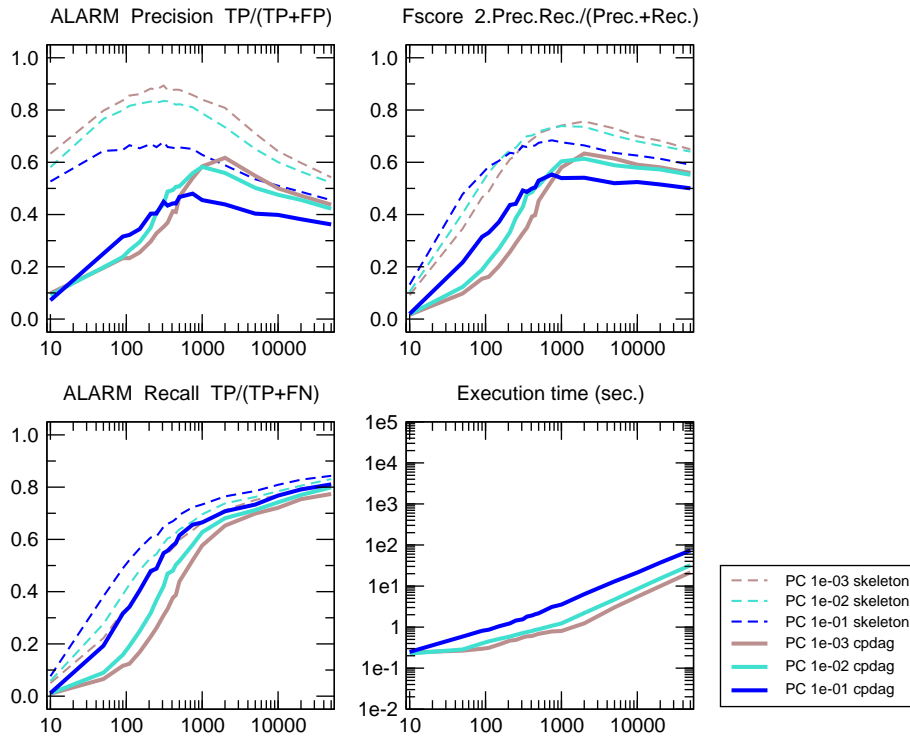 ALARM Precision TP/(TP+FP)
1.0
0.8
0.6
0.4
0.2
0.0
10 100 1000 10000
Fscore 2.Prec.Rec./(Prec.+Rec.)
1.0
0.8
0.6
0.4
0.2
0.0
10 100 1000 10000
ALARM Recall TP/(TP+FN)
1.0
0.8
0.6
0.4
0.2
0.0
10 100 1000 10000
Execution time (sec.)
1e5
1e4
1e3
1e2
1e1
1e-0
1e-1
1e-2
10 100 1000 10000
PC 1e-03 skeleton
PC 1e-02 skeleton
PC 1e-01 skeleton
PC 1e-03 cpdag
PC 1e-02 cpdag
PC 1e-01 cpdag